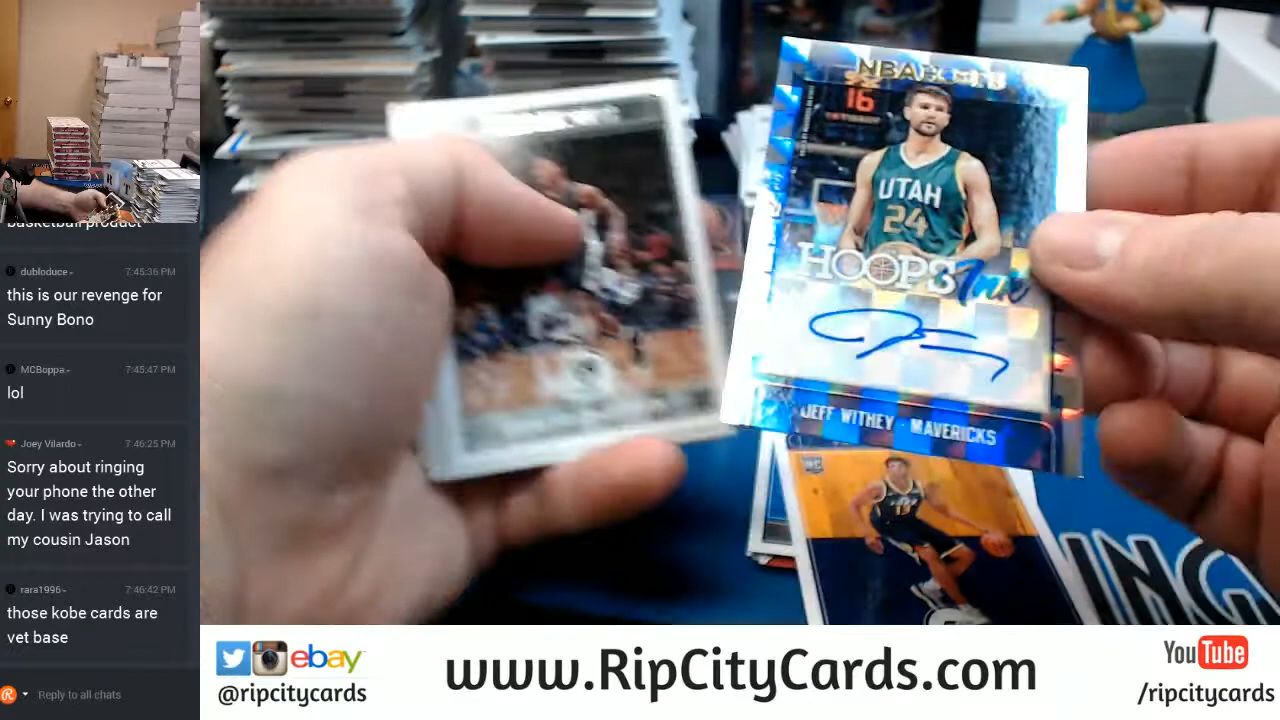 basketball product
dubloduce-
7:45:36 PM
this is our revenge for
Sunny Bono
MCBoppa-
7:45:47 PM
lol
Joey Vilardo-
7:46:25 PM
Sorry about ringing
your phone the other
day. I was trying to call
my cousin Jason
rara1996-
7:46:42 PM
those kobe cards are
vet base
Reply to all chats
NBA HOOPS
16
UTAH
24
HOOPS Ink
JEFF WITHEY - MAVERICKS
RC
ING
ebay
@ripcitycards
www.RipCityCards.com
YouTube
/ripcitycards